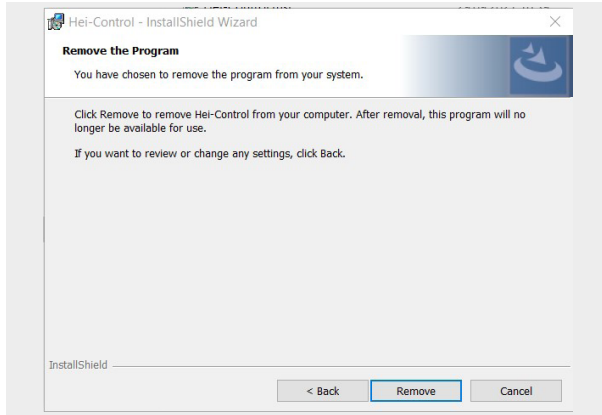 Hei-Control - InstallShield Wizard
Remove the Program
You have chosen to remove the program from your system.
Click Remove to remove Hei-Control from your computer. After removal, this program will no
longer be available for use.
If you want to review or change any settings, click Back.
InstallShield
< Back
Remove
Cancel